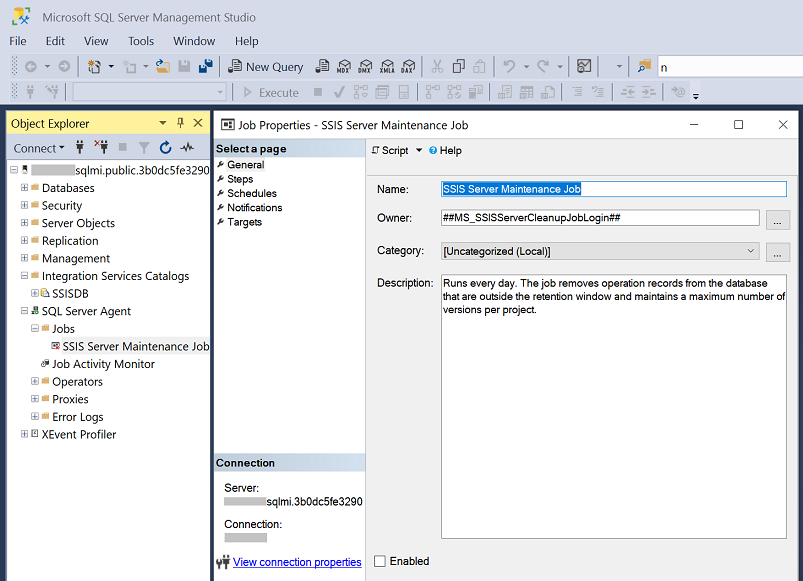 Microsoft SQL Server Management Studio
File Edit View Tools Window Help
New Query MDX DMX XMLA DAX n
Execute
Object Explorer
Connect
sqlmi.public.3b0dc5fe3290
Databases
Security
Server Objects
Replication
Management
Integration Services Catalogs
SSISDB
SQL Server Agent
Jobs
SSIS Server Maintenance Job
Job Activity Monitor
Operators
Proxies
Error Logs
XEvent Profiler
Job Properties - SSIS Server Maintenance Job
Select a page
General
Steps
Schedules
Notifications
Targets
Connection
Server:
sqlmi.3b0dc5fe3290
Connection:
View connection properties
Script Help
Name: SSIS Server Maintenance Job
Owner: ##MS_SSISServerCleanupJobLogin## ...
Category: [Uncategorized (Local)] ...
Description: Runs every day. The job removes operation records from the database
that are outside the retention window and maintains a maximum number of
versions per project.
Enabled